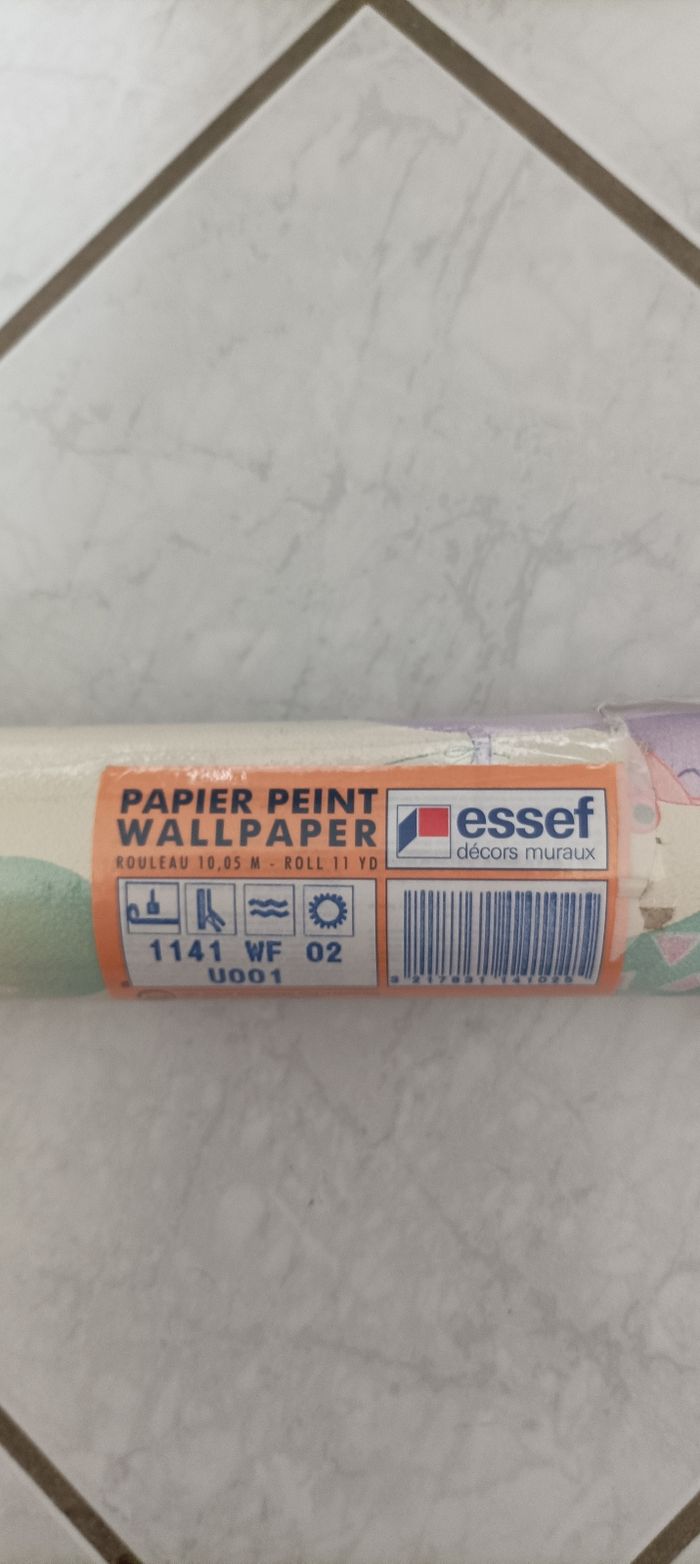 PAPIER PEINT
WALLPAPER
ROULEAU 10,05 M - ROLL 11 YD
essef
décors muraux
1141 WF 02
U001